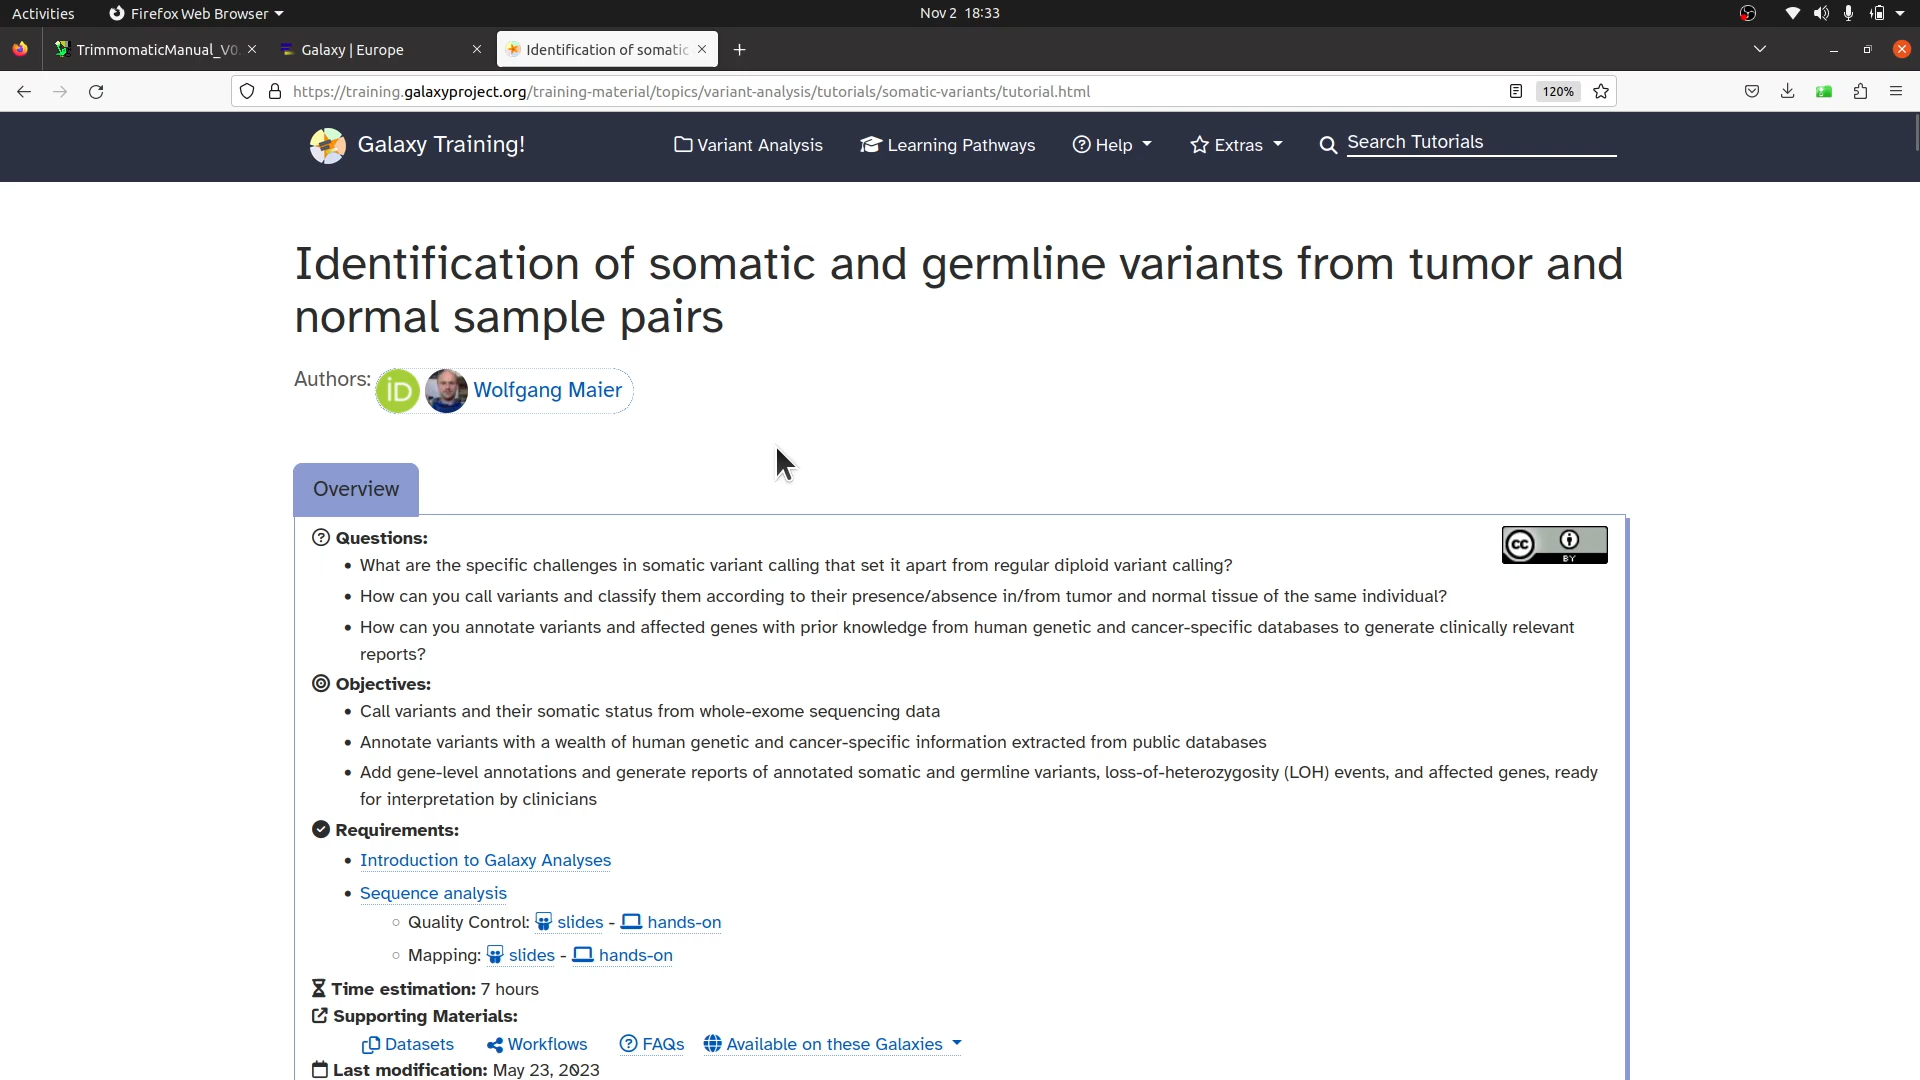 Activities Firefox Web Browser Nov 2 18:33
TrimmomaticManual_V0. Galaxy | Europe Identification of somatic
https://training.galaxyproject.org/training-material/topics/variant-analysis/tutorials/somatic-variants/tutorial.html 120%
Galaxy Training! Variant Analysis Learning Pathways Help Extras Search Tutorials
Identification of somatic and germline variants from tumor and
normal sample pairs
Authors: iD Wolfgang Maier
Overview
Questions:
• What are the specific challenges in somatic variant calling that set it apart from regular diploid variant calling?
• How can you call variants and classify them according to their presence/absence in/from tumor and normal tissue of the same individual?
• How can you annotate variants and affected genes with prior knowledge from human genetic and cancer-specific databases to generate clinically relevant
reports?
cc BY
Objectives:
• Call variants and their somatic status from whole-exome sequencing data
• Annotate variants with a wealth of human genetic and cancer-specific information extracted from public databases
• Add gene-level annotations and generate reports of annotated somatic and germline variants, loss-of-heterozygosity (LOH) events, and affected genes, ready
for interpretation by clinicians
Requirements:
• Introduction to Galaxy Analyses
• Sequence analysis
◦ Quality Control: slides - hands-on
◦ Mapping: slides - hands-on
Time estimation: 7 hours
Supporting Materials:
Datasets Workflows FAQs Available on these Galaxies
Last modification: May 23, 2023